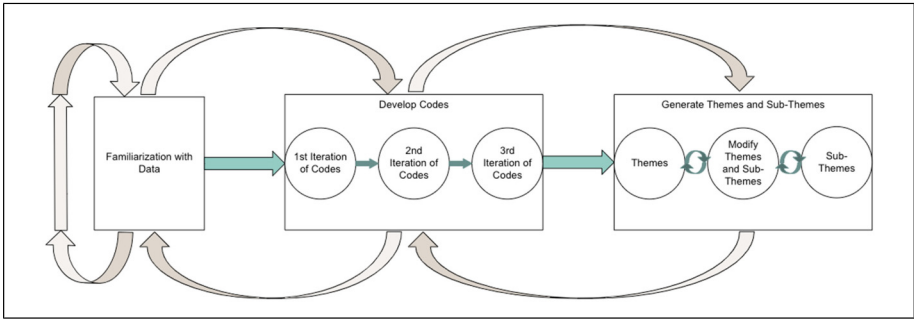 Develop Codes
Generate Themes and Sub-Themes
Familiarization with
Data
1st Iteration
of Codes
2nd
Iteration of
Codes
3rd
Iteration of
Codes
Themes
Modify
Themes
and Sub-
Themes
Sub-
Themes